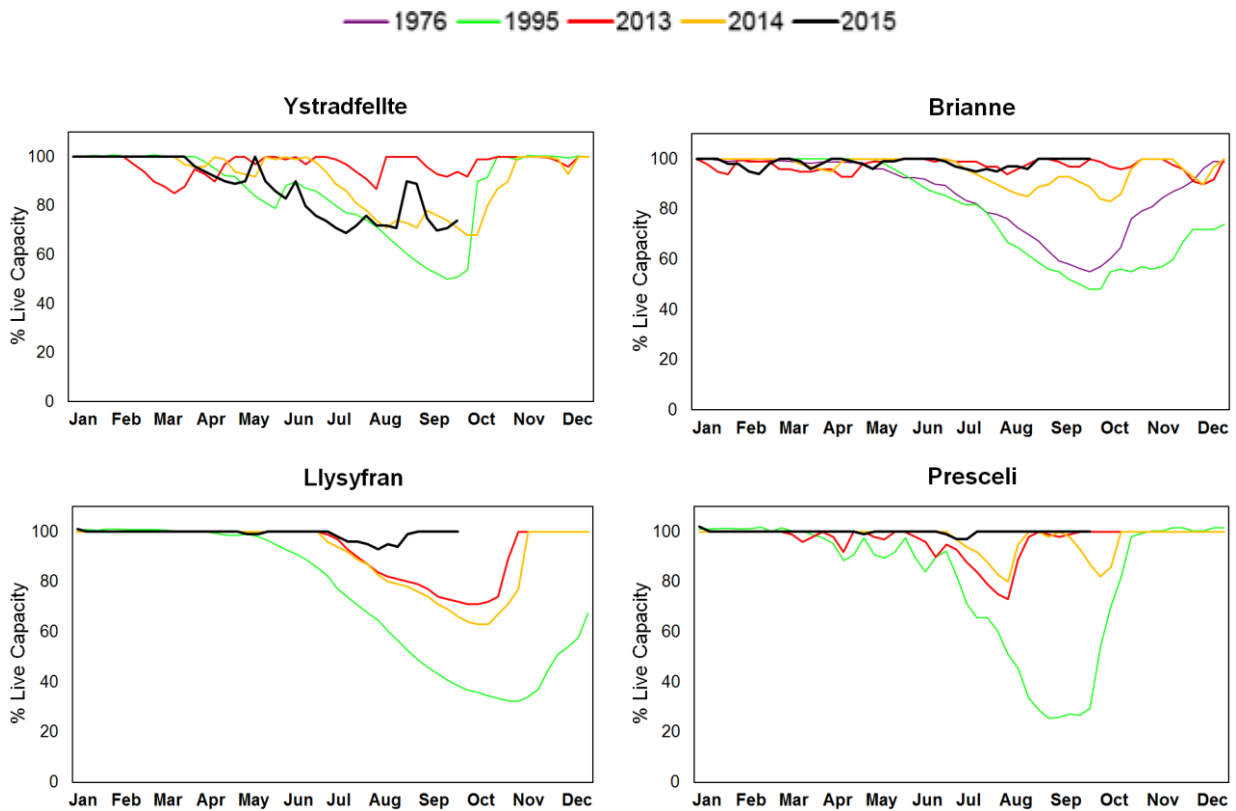 1976 1995 2013 2014 2015
Ystradfellte
% Live Capacity
100
80
60
40
20
0
Jan Feb Mar Apr May Jun Jul Aug Sep Oct Nov Dec
Brianne
% Live Capacity
100
80
60
40
20
0
Jan Feb Mar Apr May Jun Jul Aug Sep Oct Nov Dec
Llysyfran
% Live Capacity
100
80
60
40
20
0
Jan Feb Mar Apr May Jun Jul Aug Sep Oct Nov Dec
Presceli
% Live Capacity
100
80
60
40
20
0
Jan Feb Mar Apr May Jun Jul Aug Sep Oct Nov Dec